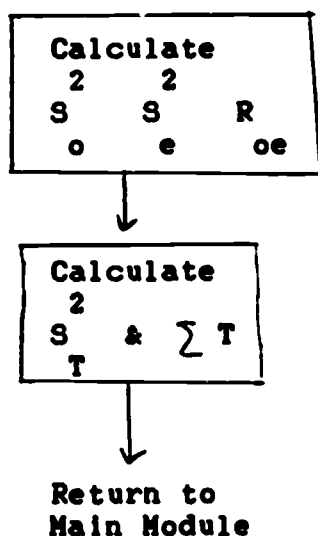 Calculate
2 2
S S R
o e oe
Calculate
2
S & ∑ T
T
Return to
Main Module